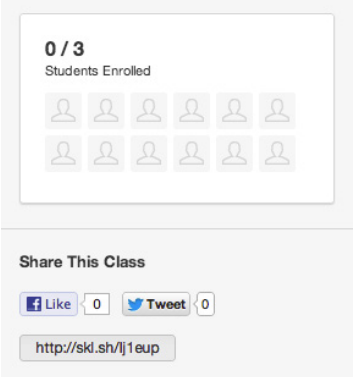 0 / 3
Students Enrolled
Share This Class
Like 0 Tweet 0
http://skl.sh/lj1eup